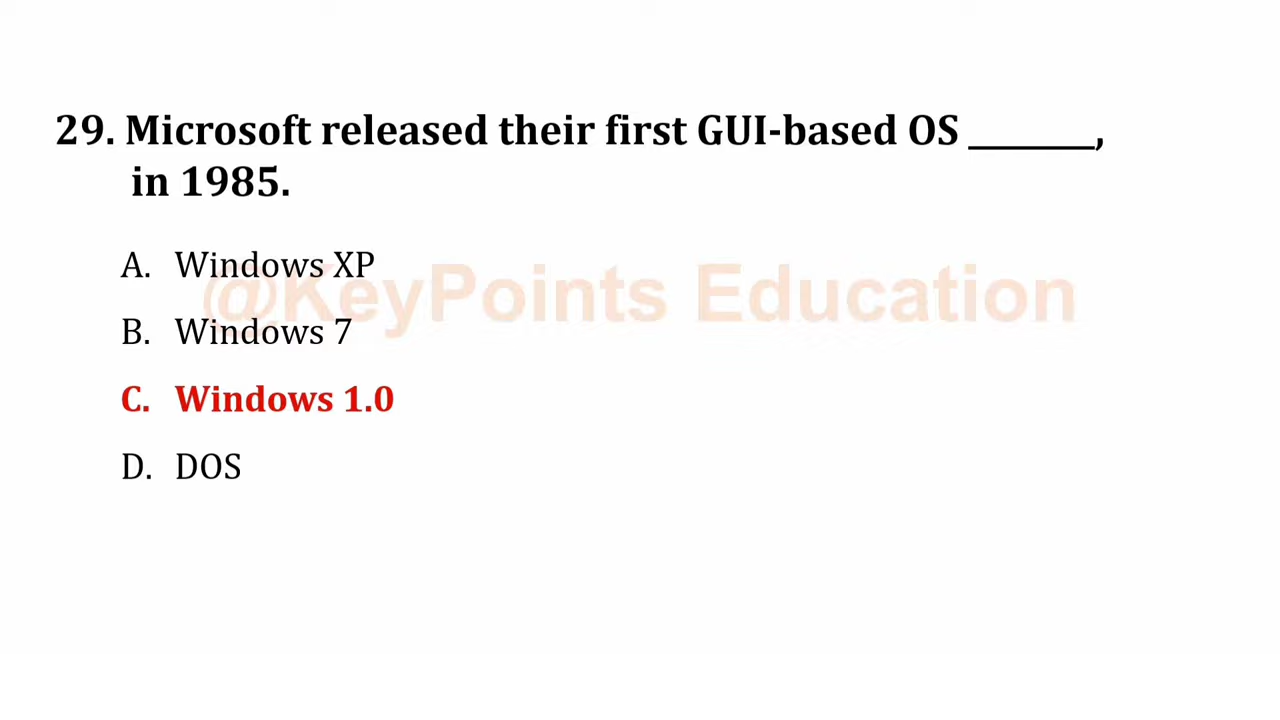 29. Microsoft released their first GUI-based OS ______,
in 1985.
A. Windows XP
@KeyPoints Education
B. Windows 7
C. Windows 1.0
D. DOS